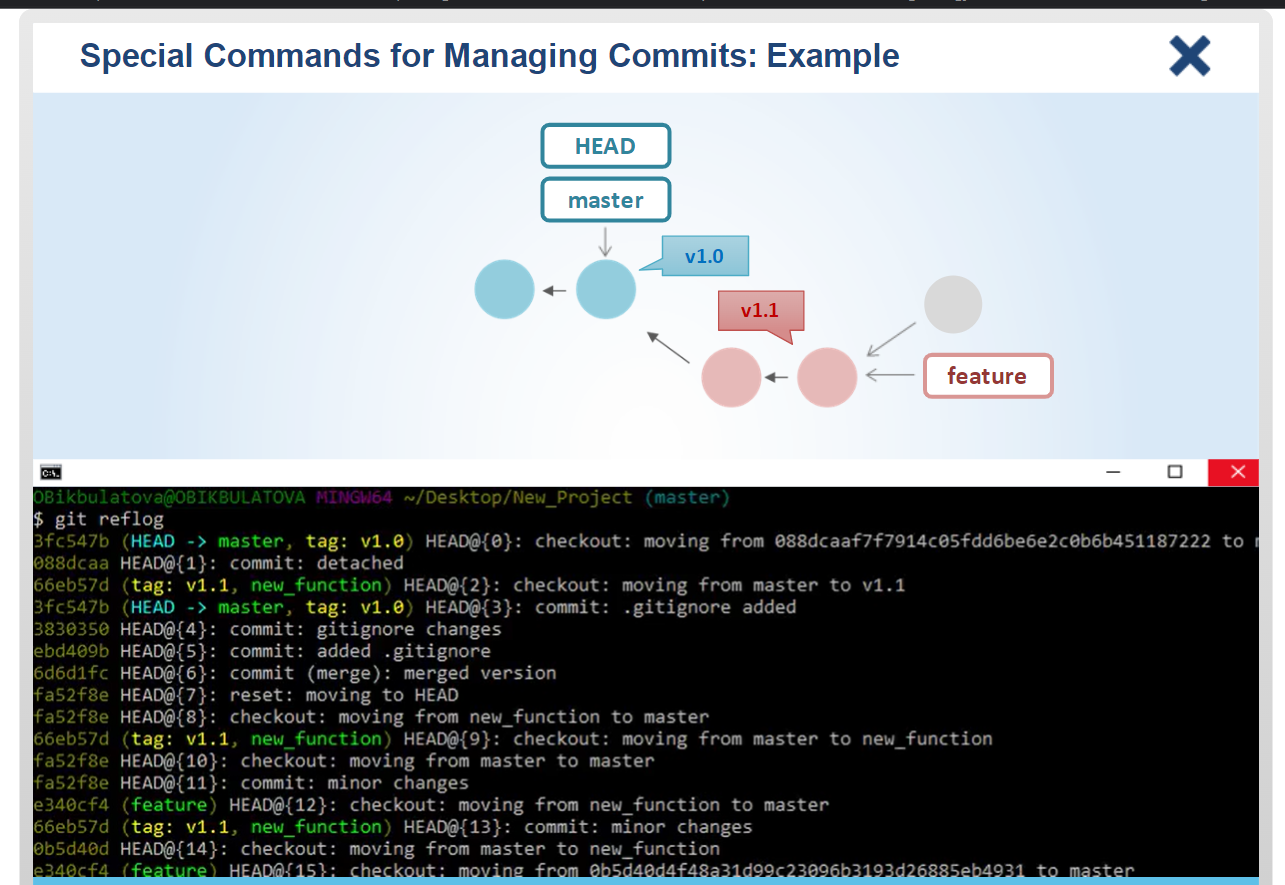 Special Commands for Managing Commits: Example
HEAD
master
v1.0
v1.1
feature
OBikbulatova@OBIKBULATOVA MINGW64 ~/Desktop/New_Project (master)
$ git reflog
3fc547b (HEAD -> master, tag: v1.0) HEAD@{0}: checkout: moving from 088dcaaf7f7914c05fdd6be6e2c0b6b451187222 to
088dcaa HEAD@{1}: commit: detached
66eb57d (tag: v1.1, new_function) HEAD@{2}: checkout: moving from master to v1.1
3fc547b (HEAD -> master, tag: v1.0) HEAD@{3}: commit: .gitignore added
3830350 HEAD@{4}: commit: gitignore changes
ebd409b HEAD@{5}: commit: added .gitignore
6d6d1fc HEAD@{6}: commit (merge): merged version
fa52f8e HEAD@{7}: reset: moving to HEAD
fa52f8e HEAD@{8}: checkout: moving from new_function to master
66eb57d (tag: v1.1, new_function) HEAD@{9}: checkout: moving from master to new_function
fa52f8e HEAD@{10}: checkout: moving from master to master
fa52f8e HEAD@{11}: commit: minor changes
e340cf4 (feature) HEAD@{12}: checkout: moving from new_function to master
66eb57d (tag: v1.1, new_function) HEAD@{13}: commit: minor changes
0b5d40d HEAD@{14}: checkout: moving from master to new_function
e340cf4 (feature) HEAD@{15}: checkout: moving from 0b5d40d4f48a31d99c23096b3193d26885eb4931 to master